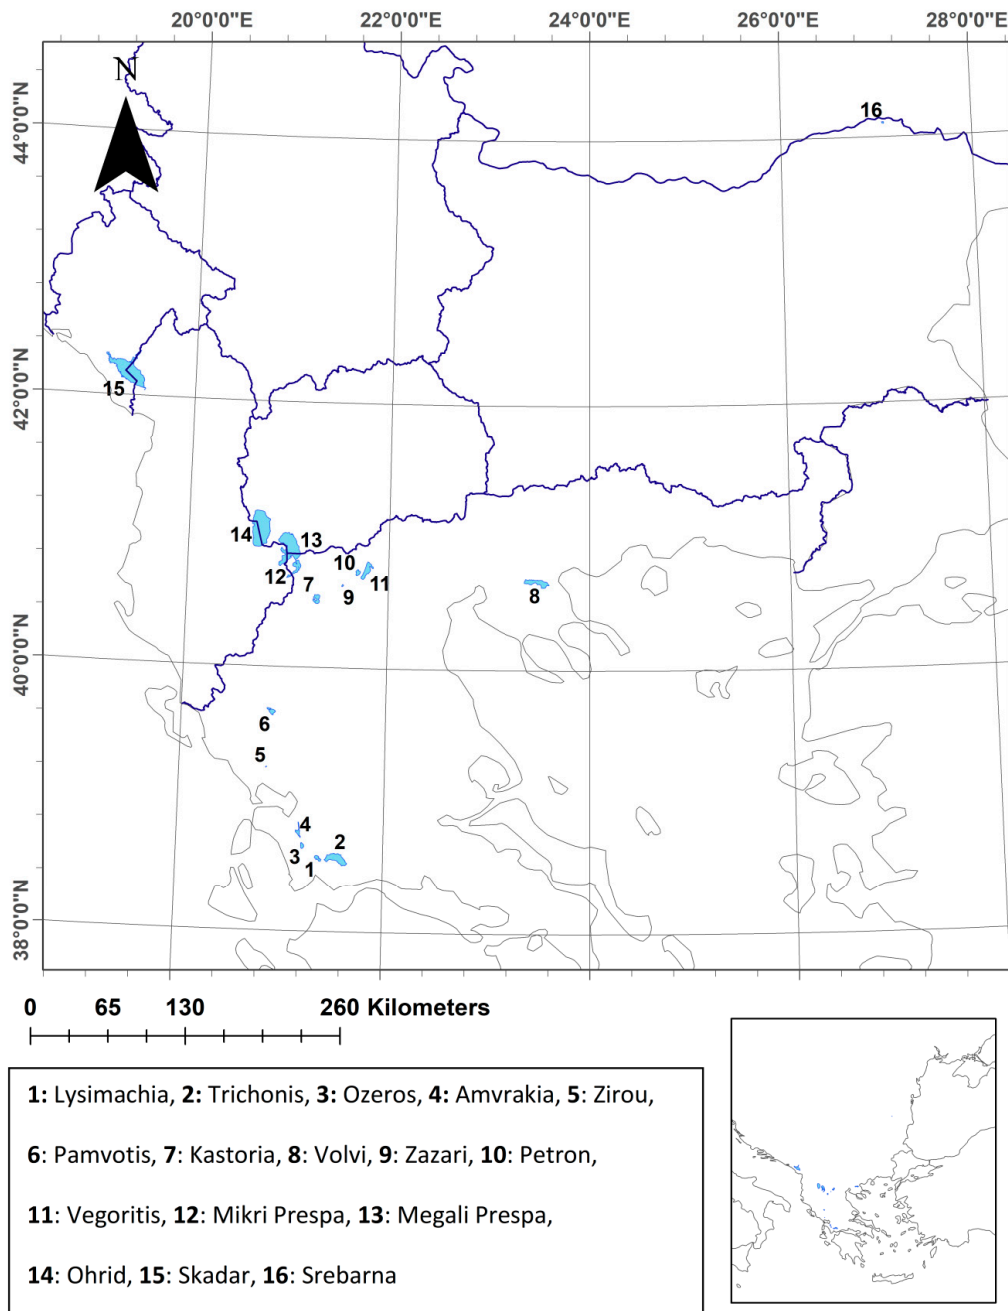 20°0'0"E 22°0'0"E 24°0'0"E 26°0'0"E 28°0'0"E
N
44°0'0"N
16
42°0'0"N
15
14
13
12
7
10
9
11
8
40°0'0"N
6
5
4
3
2
1
38°0'0"N
0 65 130 260 Kilometers
1: Lysimachia, 2: Trichonis, 3: Ozeros, 4: Amvrakia, 5: Zirou,
6: Pamvotis, 7: Kastoria, 8: Volvi, 9: Zazari, 10: Petron,
11: Vegoritis, 12: Mikri Prespa, 13: Megali Prespa,
14: Ohrid, 15: Skadar, 16: Srebarna